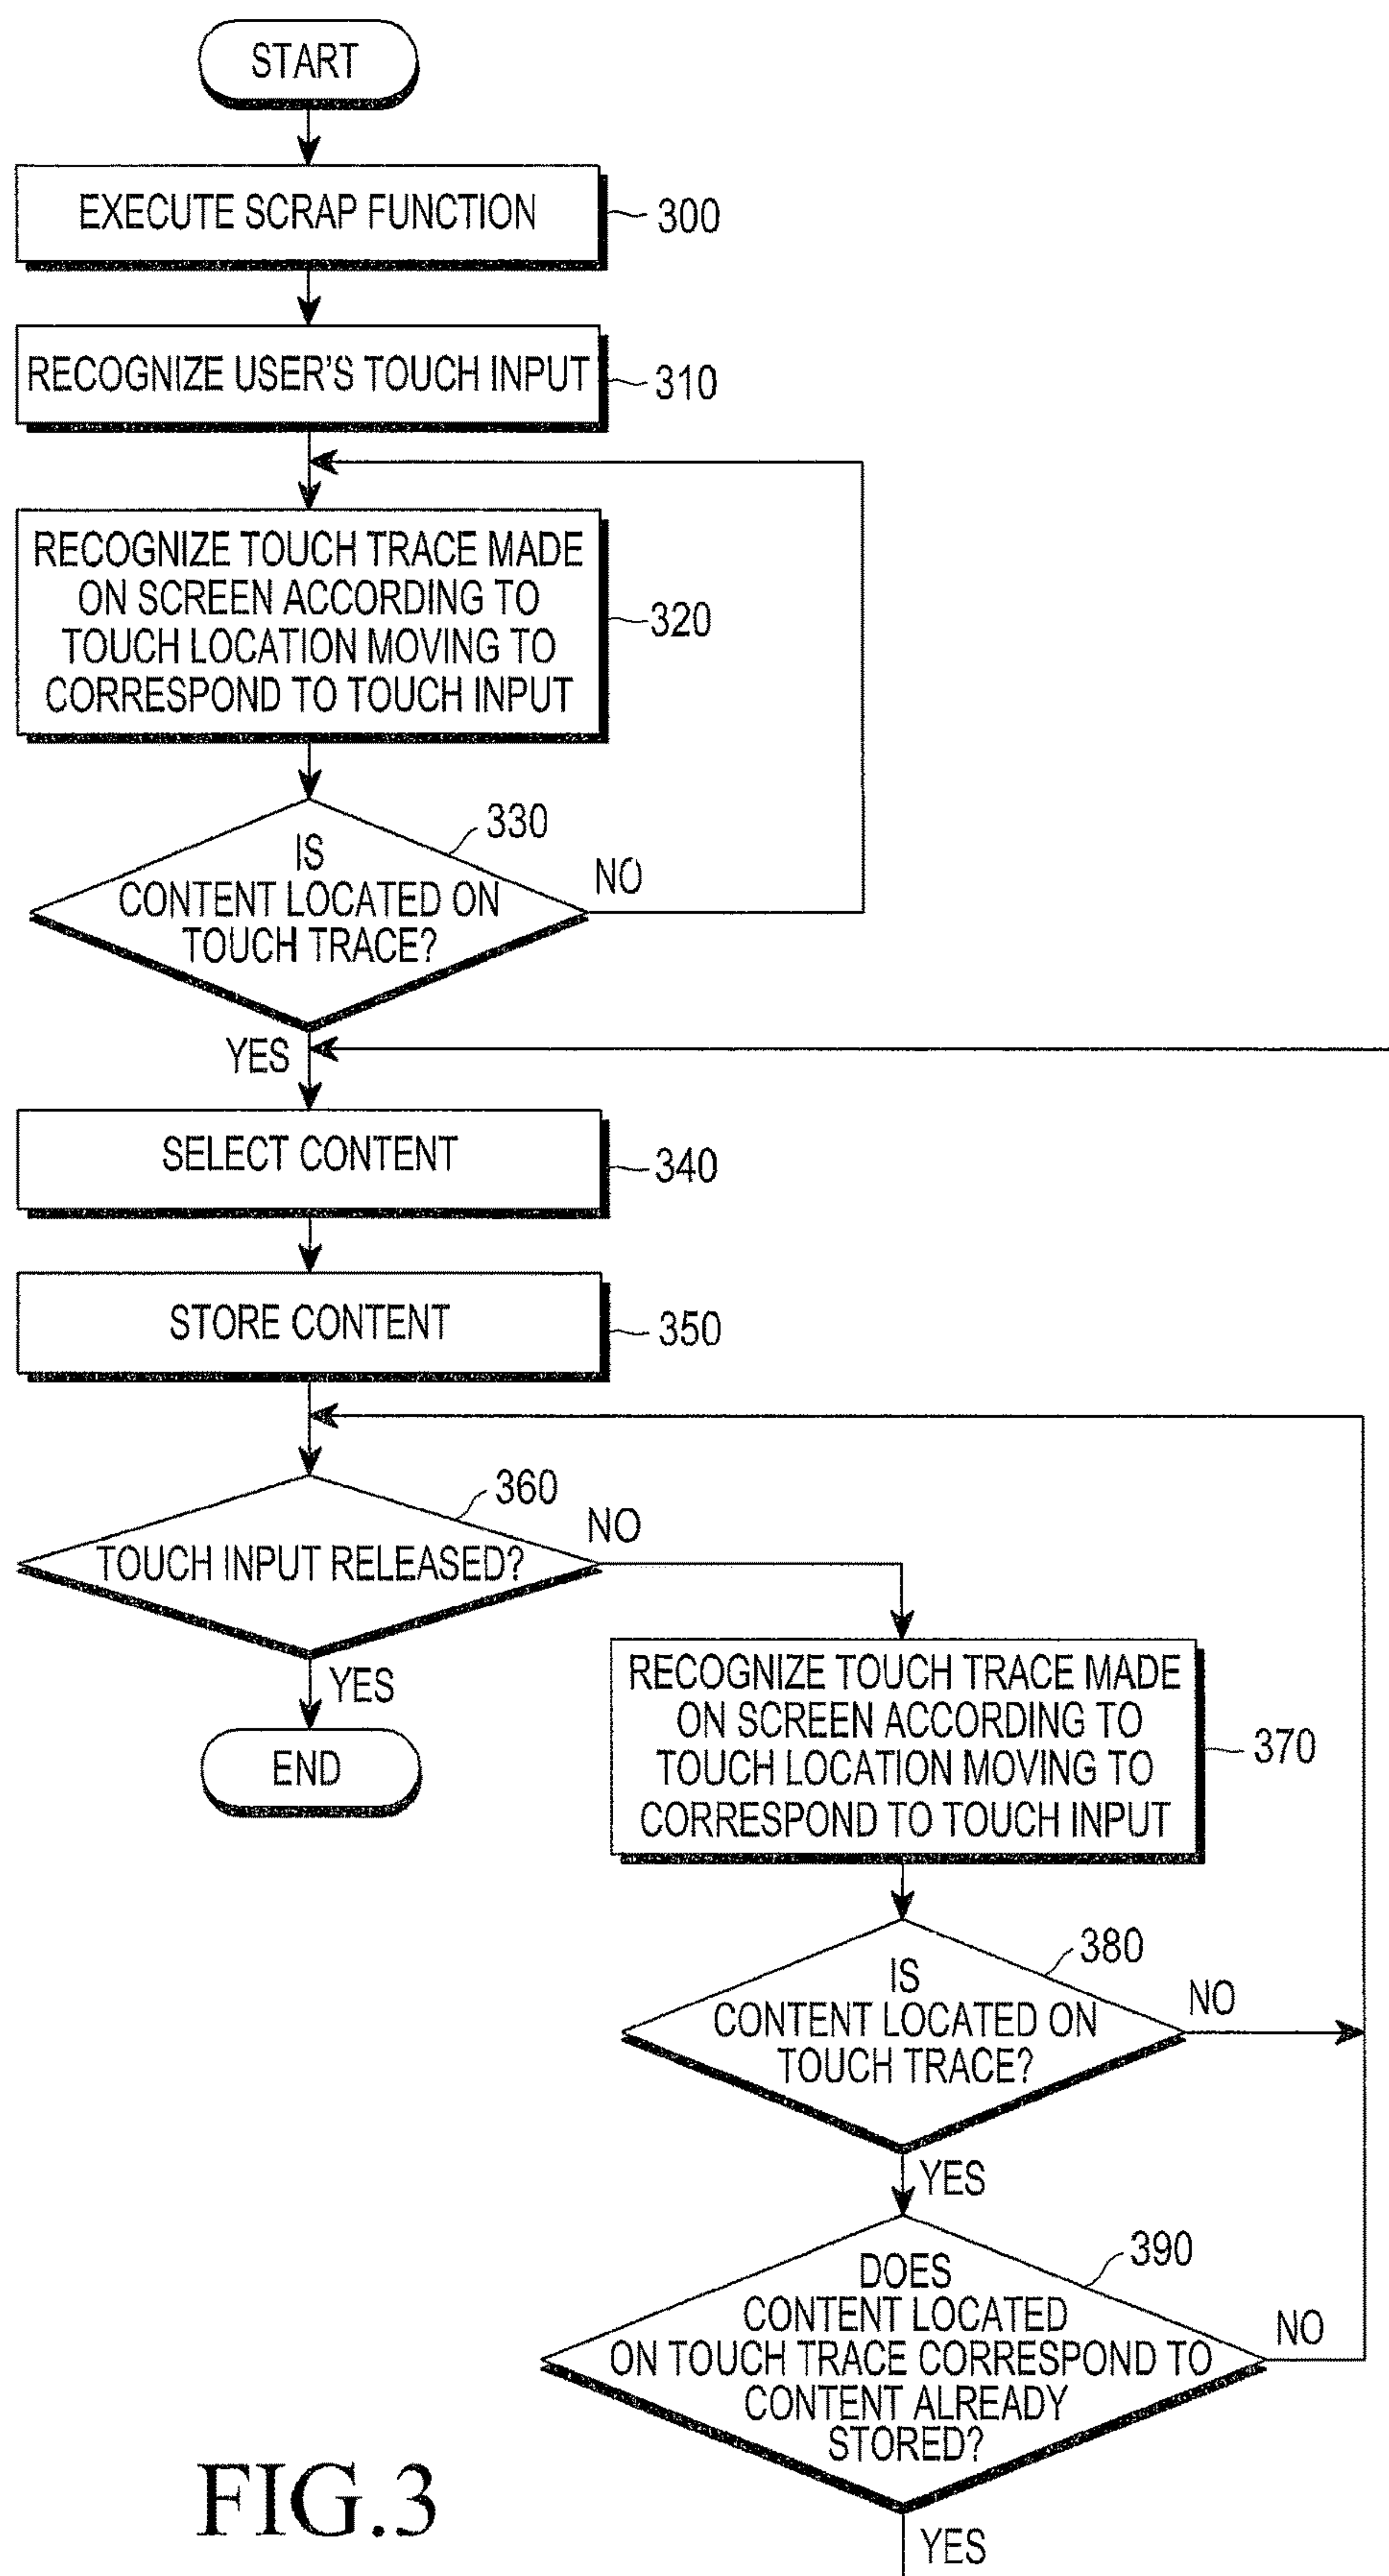 START
EXECUTE SCRAP FUNCTION
300
RECOGNIZE USER'S TOUCH INPUT
310
RECOGNIZE TOUCH TRACE MADE
ON SCREEN ACCORDING TO
TOUCH LOCATION MOVING TO
CORRESPOND TO TOUCH INPUT
320
330
IS
CONTENT LOCATED ON
TOUCH TRACE?
NO
YES
SELECT CONTENT
340
STORE CONTENT
350
360
NO
TOUCH INPUT RELEASED?
YES
END
RECOGNIZE TOUCH TRACE MADE
ON SCREEN ACCORDING TO
TOUCH LOCATION MOVING TO
CORRESPOND TO TOUCH INPUT
370
380
IS
CONTENT LOCATED ON
TOUCH TRACE?
NO
YES
390
DOES
CONTENT LOCATED
ON TOUCH TRACE CORRESPOND TO
CONTENT ALREADY
STORED?
NO
YES
FIG.3